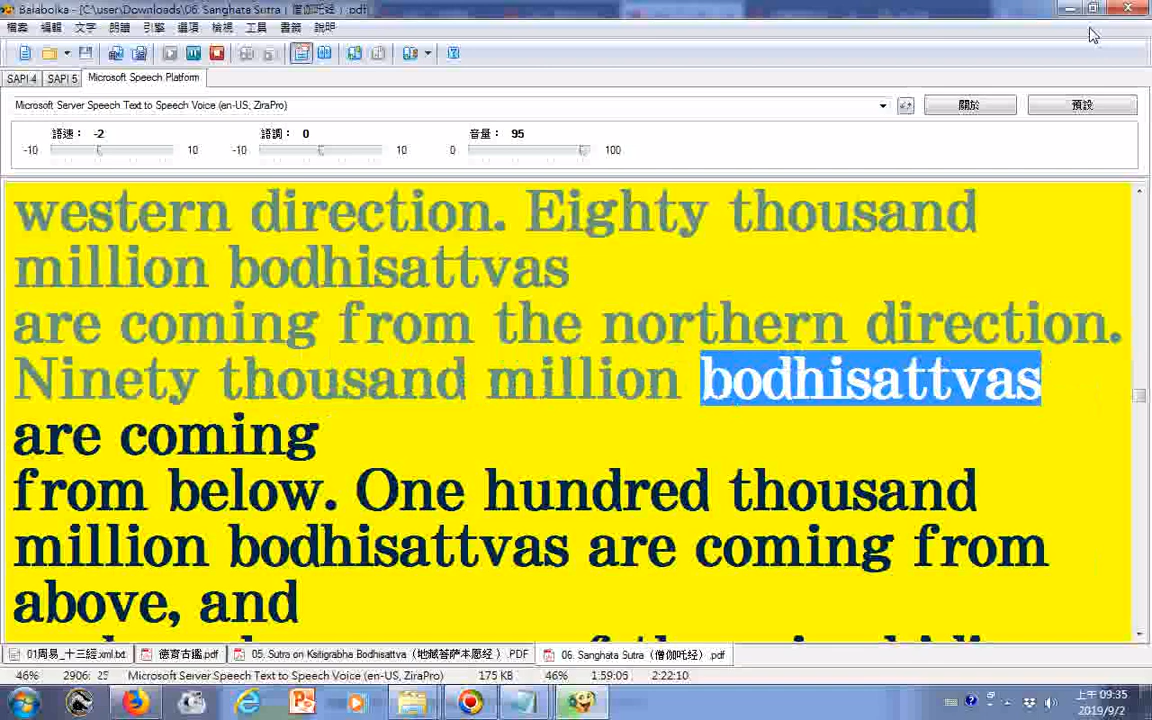 Balabolka - [C:\user\Downloads\06. Sanghata Sutra (僧伽吒经).pdf]
檔案 編輯 文字 朗讀 引擎 選項 檢視 工具 書籤 說明
SAPI 4 SAPI 5 Microsoft Speech Platform
Microsoft Server Speech Text to Speech Voice (en-US, ZiraPro) 關於 預設
語速: -2 語調: 0 音量: 95
-10 10 -10 10 0 100
western direction. Eighty thousand
million bodhisattvas
are coming from the northern direction.
Ninety thousand million bodhisattvas
are coming
from below. One hundred thousand
million bodhisattvas are coming from
above, and
01周易_十三經.xml.txt 德育古鑑.pdf 05. Sutra on Ksitigrabha Bodhisattva (地藏菩萨本愿经) .PDF 06. Sanghata Sutra (僧伽吒经) .pdf
46% 2906: 25 Microsoft Server Speech Text to Speech Voice (en-US, ZiraPro) 175 KB 46% 1:59:06 2:22:10
上午 09:35
2019/9/2